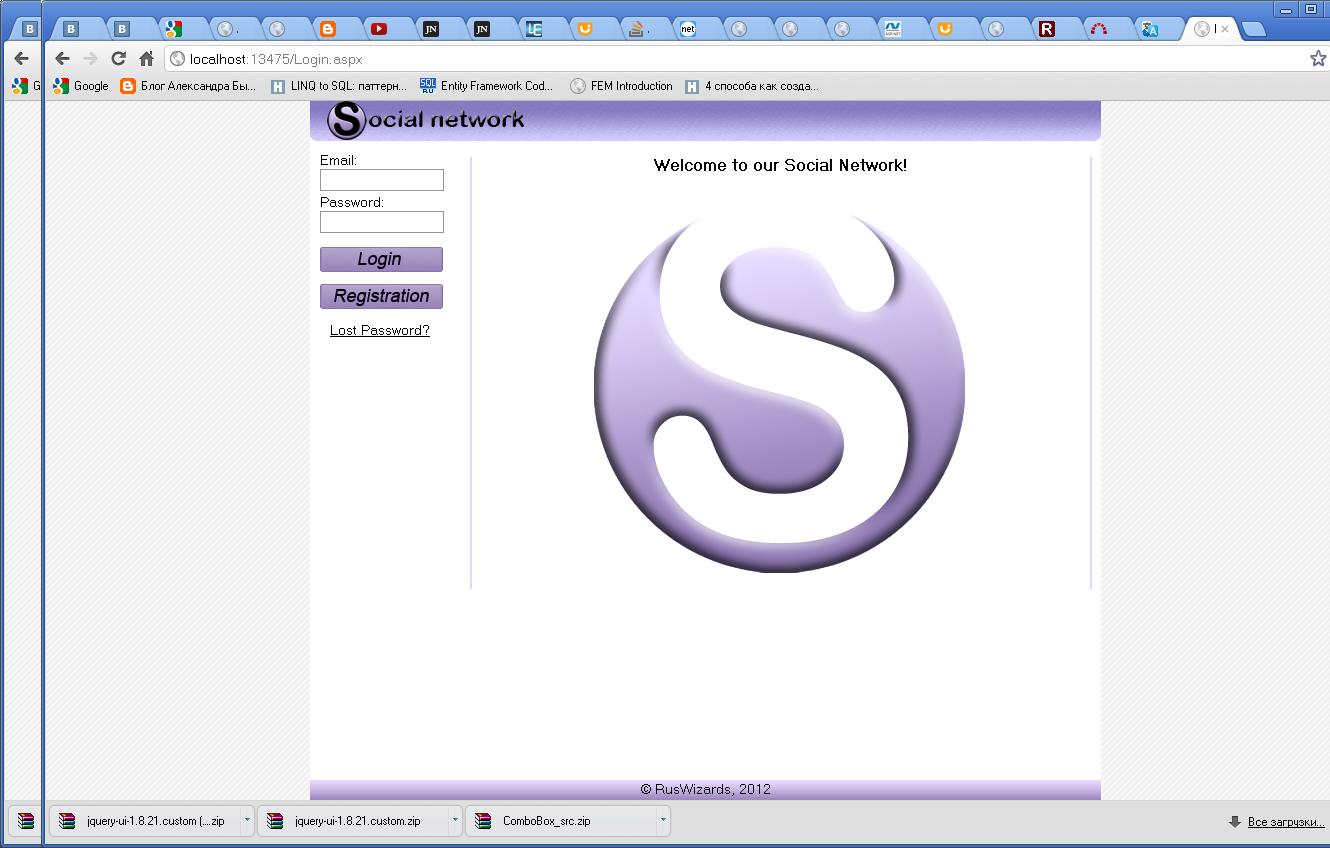 localhost:13475/Login.aspx
G
Google
Блог Александра Бы...
LINQ to SQL: паттерн...
Entity Framework Cod...
FEM Introduction
4 способа как созда...
Social network
Email:
Welcome to our Social Network!
Password:
Login
Registration
Lost Password?
© RusWizards, 2012
jquery-ui-1.8.21.custom (....zip
jquery-ui-1.8.21.custom.zip
ComboBox_src.zip
Все загрузки...